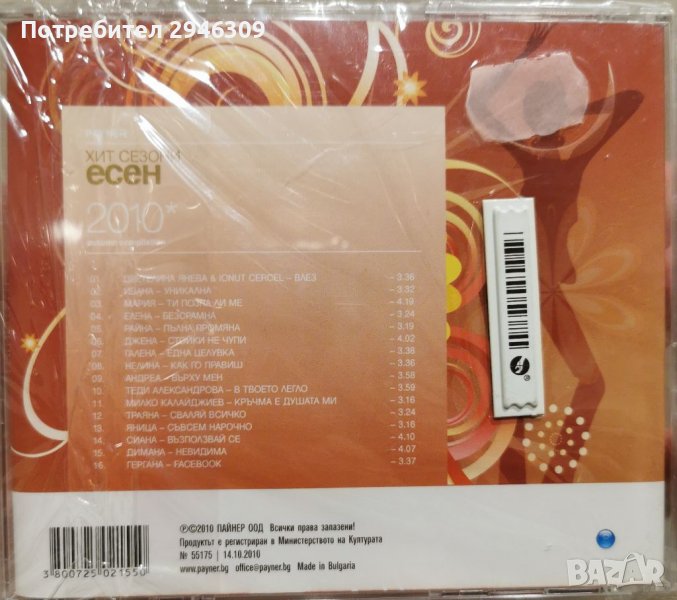 Потребител 2946309
PAYNER
ХИТ СЕЗОНИ
есен
2010*
01. ЦВЕТЕЛИНА ЯНЕВА & IONUT CERCEL – ВЛЕЗ – 3.36
02. ИВАНА – УНИКАЛНА – 3.32
03. МАРИЯ – ТИ ПОЗНА ЛИ МЕ – 4.19
04. ЕЛЕНА – БЕЗСРАМНА – 3.24
05. РАЙНА – ПЪЛНА ПРОМЯНА – 3.19
06. ДЖЕНА – СТОЙКИ НЕ ЧУПИ – 4.02
07. ГАЛЕНА – ЕДНА ЦЕЛУВКА – 3.38
08. НЕЛИНА – КАК ГО ПРАВИШ – 3.36
09. АНДРЕА – ВЪРХУ МЕН – 3.58
10. ТЕДИ АЛЕКСАНДРОВА – В ТВОЕТО ЛЕГЛО – 3.59
11. МИЛКО КАЛАЙДЖИЕВ – КРЪЧМА Е ДУШАТА МИ – 3.16
12. ТРАЯНА – СВАЛЯЙ ВСИЧКО – 3.24
13. ЯНИЦА – СЪВСЕМ НАРОЧНО – 3.16
14. СИАНА – ВЪЗПОЛЗВАЙ СЕ – 4.10
15. ДИМАНА – НЕВИДИМА – 4.07
16. ГЕРГАНА – FACEBOOK – 3.37
℗©2010 ПАЙНЕР ООД Всички права запазени!
Продуктът е регистриран в Министерството на Културата
№ 55175 | 14.10.2010
www.payner.bg office@payner.bg Made in Bulgaria
3 800725 021550
BAZAR